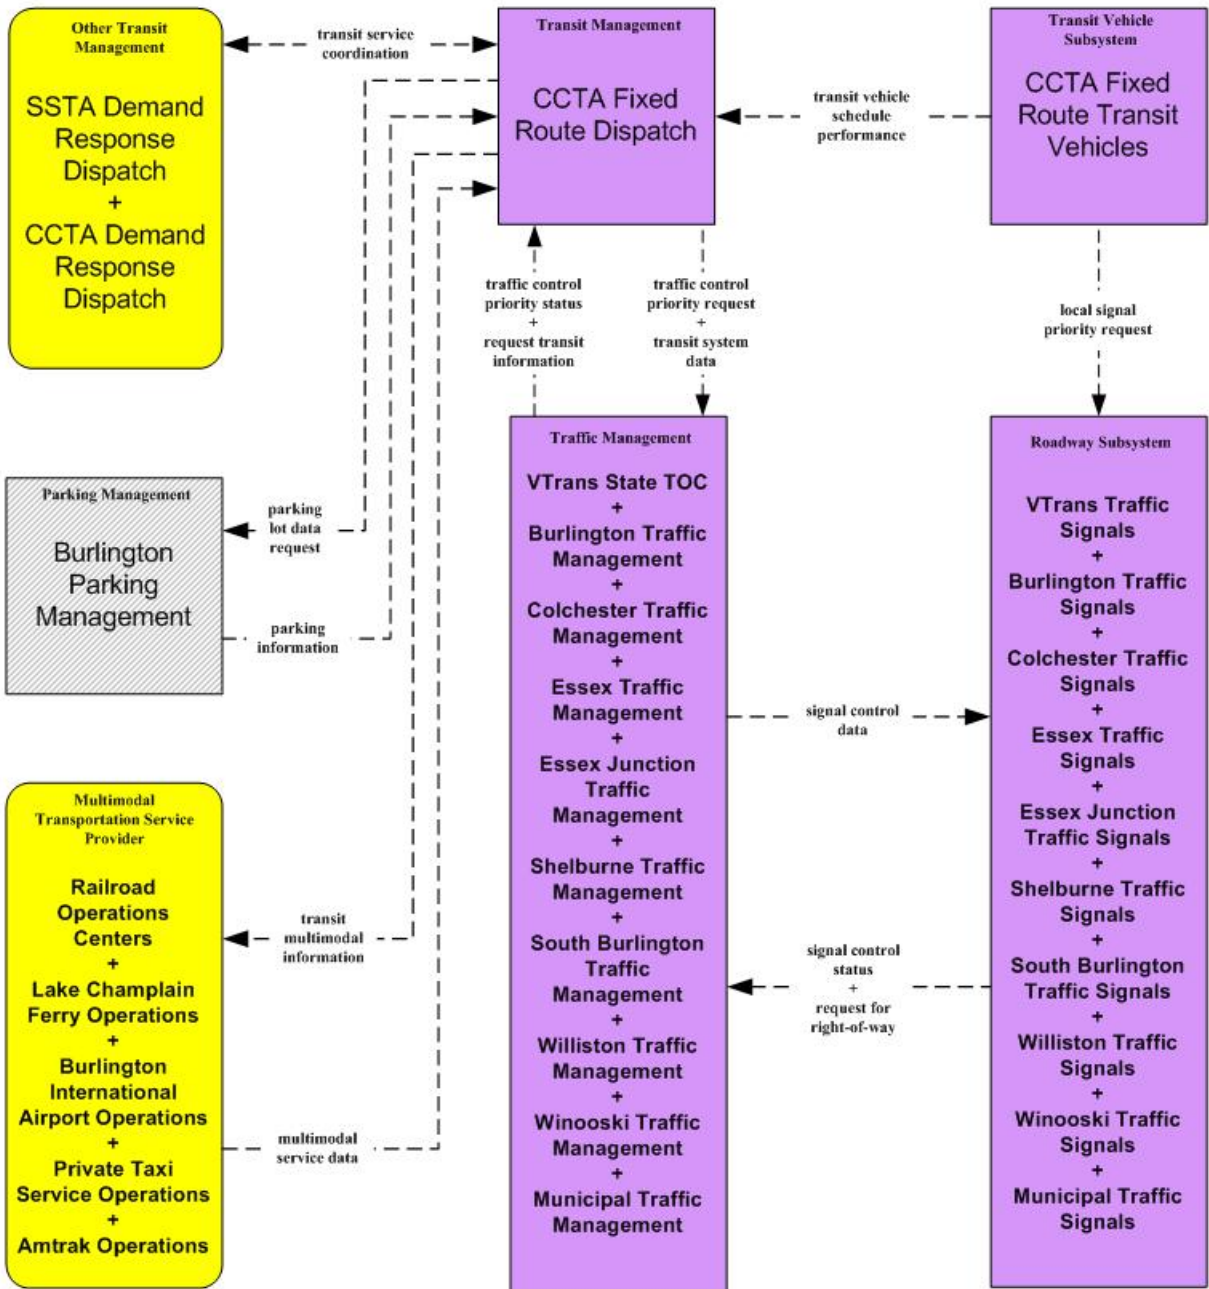 Other Transit
Management
SSTA Demand
Response
Dispatch
+
CCTA Demand
Response
Dispatch
transit service
coordination
Transit Management
CCTA Fixed
Route Dispatch
transit vehicle
schedule
performance
Transit Vehicle
Subsystem
CCTA Fixed
Route Transit
Vehicles
traffic control
priority status
+
request transit
information
traffic control
priority request
+
transit system
data
local signal
priority request
Parking Management
Burlington
Parking
Management
parking
lot data
request
parking
information
Traffic Management
VTrans State TOC
+
Burlington Traffic
Management
+
Colchester Traffic
Management
+
Essex Traffic
Management
+
Essex Junction
Traffic
Management
+
Shelburne Traffic
Management
+
South Burlington
Traffic
Management
+
Williston Traffic
Management
+
Winooski Traffic
Management
+
Municipal Traffic
Management
signal control
data
signal control
status
+
request for
right-of-way
Roadway Subsystem
VTrans Traffic
Signals
+
Burlington Traffic
Signals
+
Colchester Traffic
Signals
+
Essex Traffic
Signals
+
Essex Junction
Traffic Signals
+
Shelburne Traffic
Signals
+
South Burlington
Traffic Signals
+
Williston Traffic
Signals
+
Winooski Traffic
Signals
+
Municipal Traffic
Signals
Multimodal
Transportation Service
Provider
Railroad
Operations
Centers
+
Lake Champlain
Ferry Operations
+
Burlington
International
Airport Operations
+
Private Taxi
Service Operations
+
Amtrak Operations
transit
multimodal
information
multimodal
service data